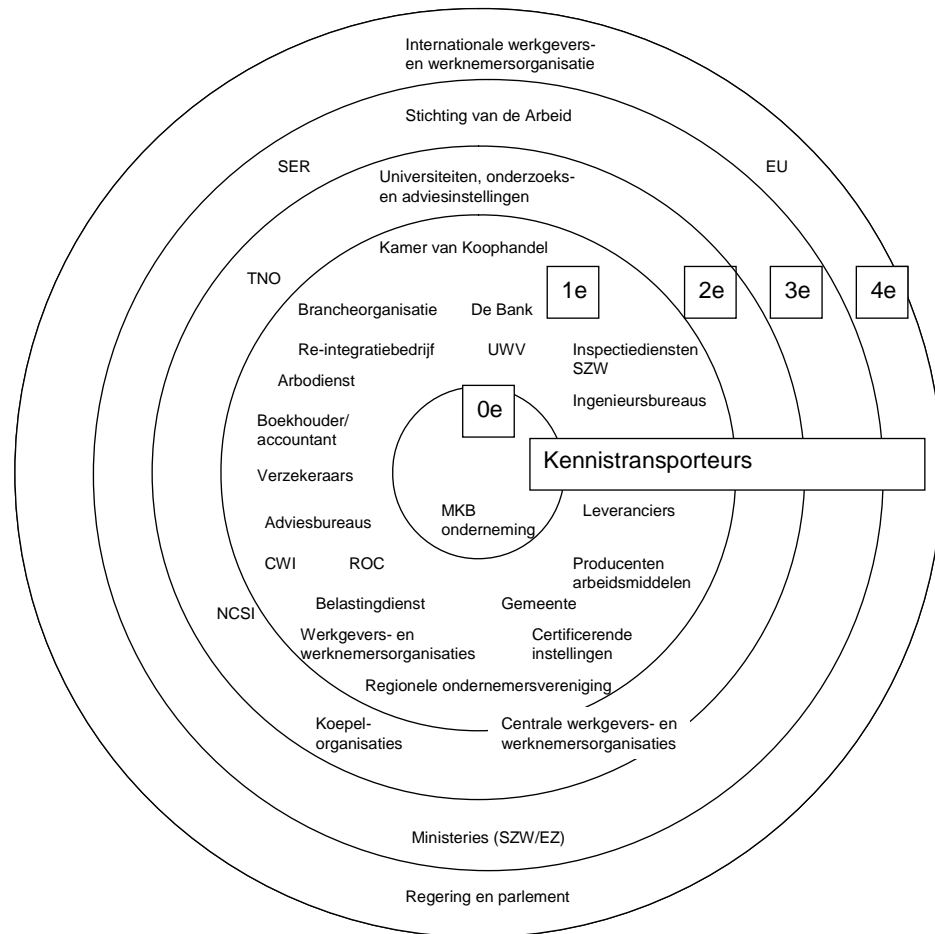 Internationale werkgevers-
en werknemersorganisatie
Stichting van de Arbeid
SER
EU
Universiteiten, onderzoeks-
en adviesinstellingen
Kamer van Koophandel
TNO
1e
2e
3e
4e
Brancheorganisatie
De Bank
Re-integratiebedrijf
UWV
Inspectiediensten
SZW
Arbodienst
Ingenieursbureaus
0e
Boekhouder/
accountant
Kennistransporteurs
Verzekeraars
MKB
onderneming
Leveranciers
Adviesbureaus
CWI
ROC
Producenten
arbeidsmiddelen
Belastingdienst
Gemeente
NCSI
Werkgevers- en
werknemersorganisaties
Certificerende
instellingen
Regionele ondernemersvereniging
Koepel-
organisaties
Centrale werkgevers- en
werknemersorganisaties
Ministeries (SZW/EZ)
Regering en parlement